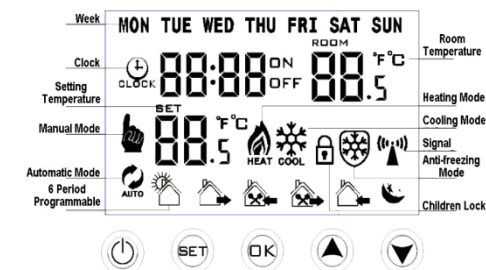 Week
MON TUE WED THU FRI SAT SUN
Clock
CLOCK
88:88
ON
OFF
ROOM
88.5
°F°C
Room
Temperature
Setting
Temperature
SET
88.5
°F°C
Heating Mode
Cooling Mode
Manual Mode
HEAT
COOL
Signal
Anti-freezing
Mode
Automatic Mode
AUTO
6 Period
Programmable
Children Lock
SET
OK